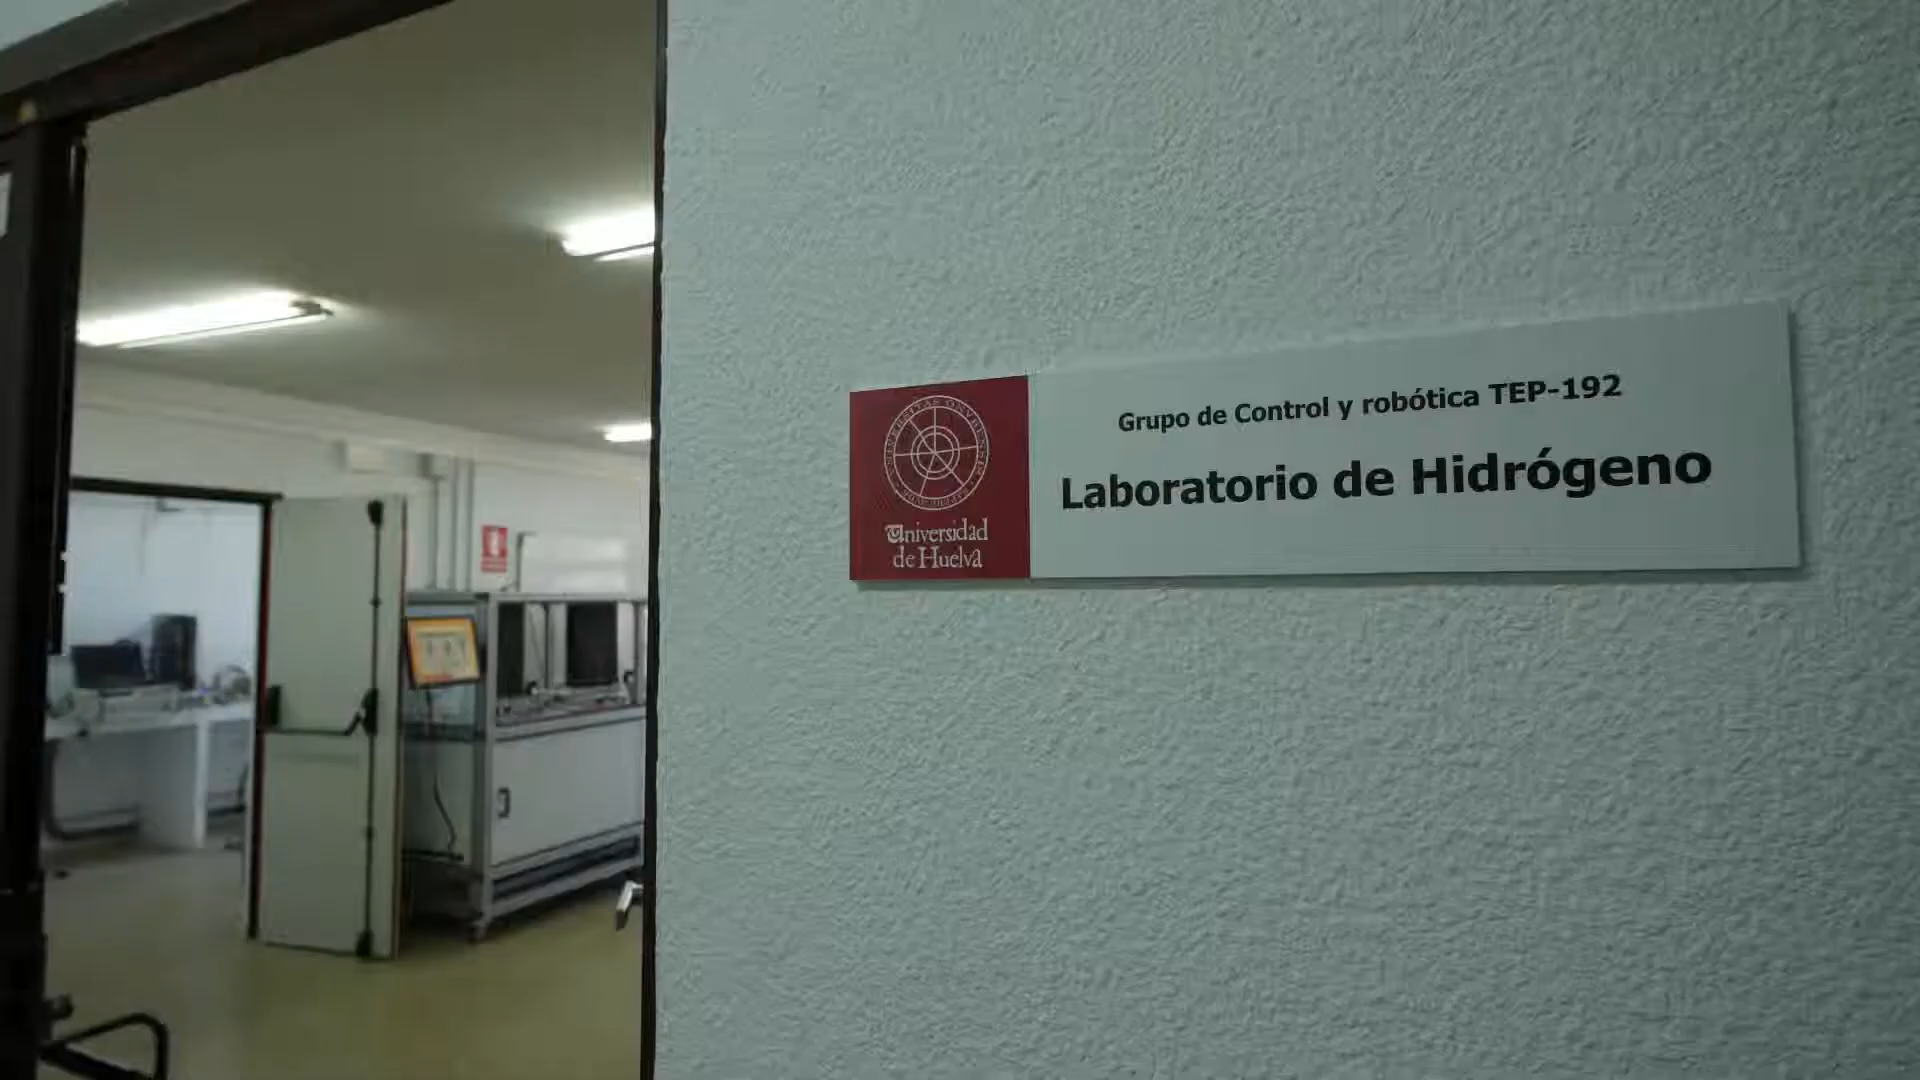 Grupo de Control y robótica TEP-192
Laboratorio de Hidrógeno
Universidad
de Huelva